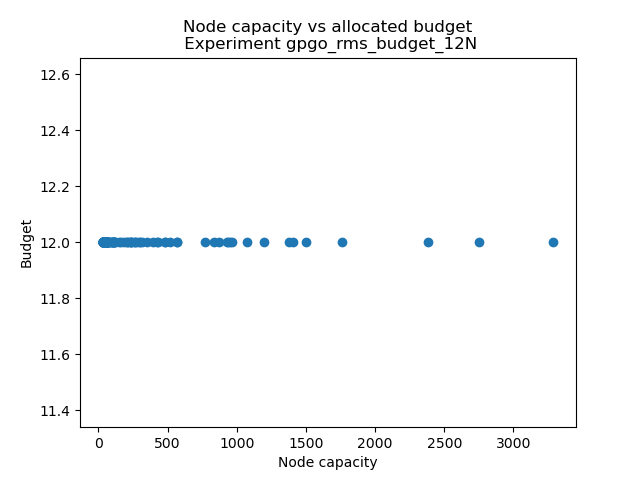 Node capacity vs allocated budget
Experiment gpgo_rms_budget_12N
12.6
12.4
12.2
12.0
11.8
11.6
11.4
Budget
0 500 1000 1500 2000 2500 3000
Node capacity